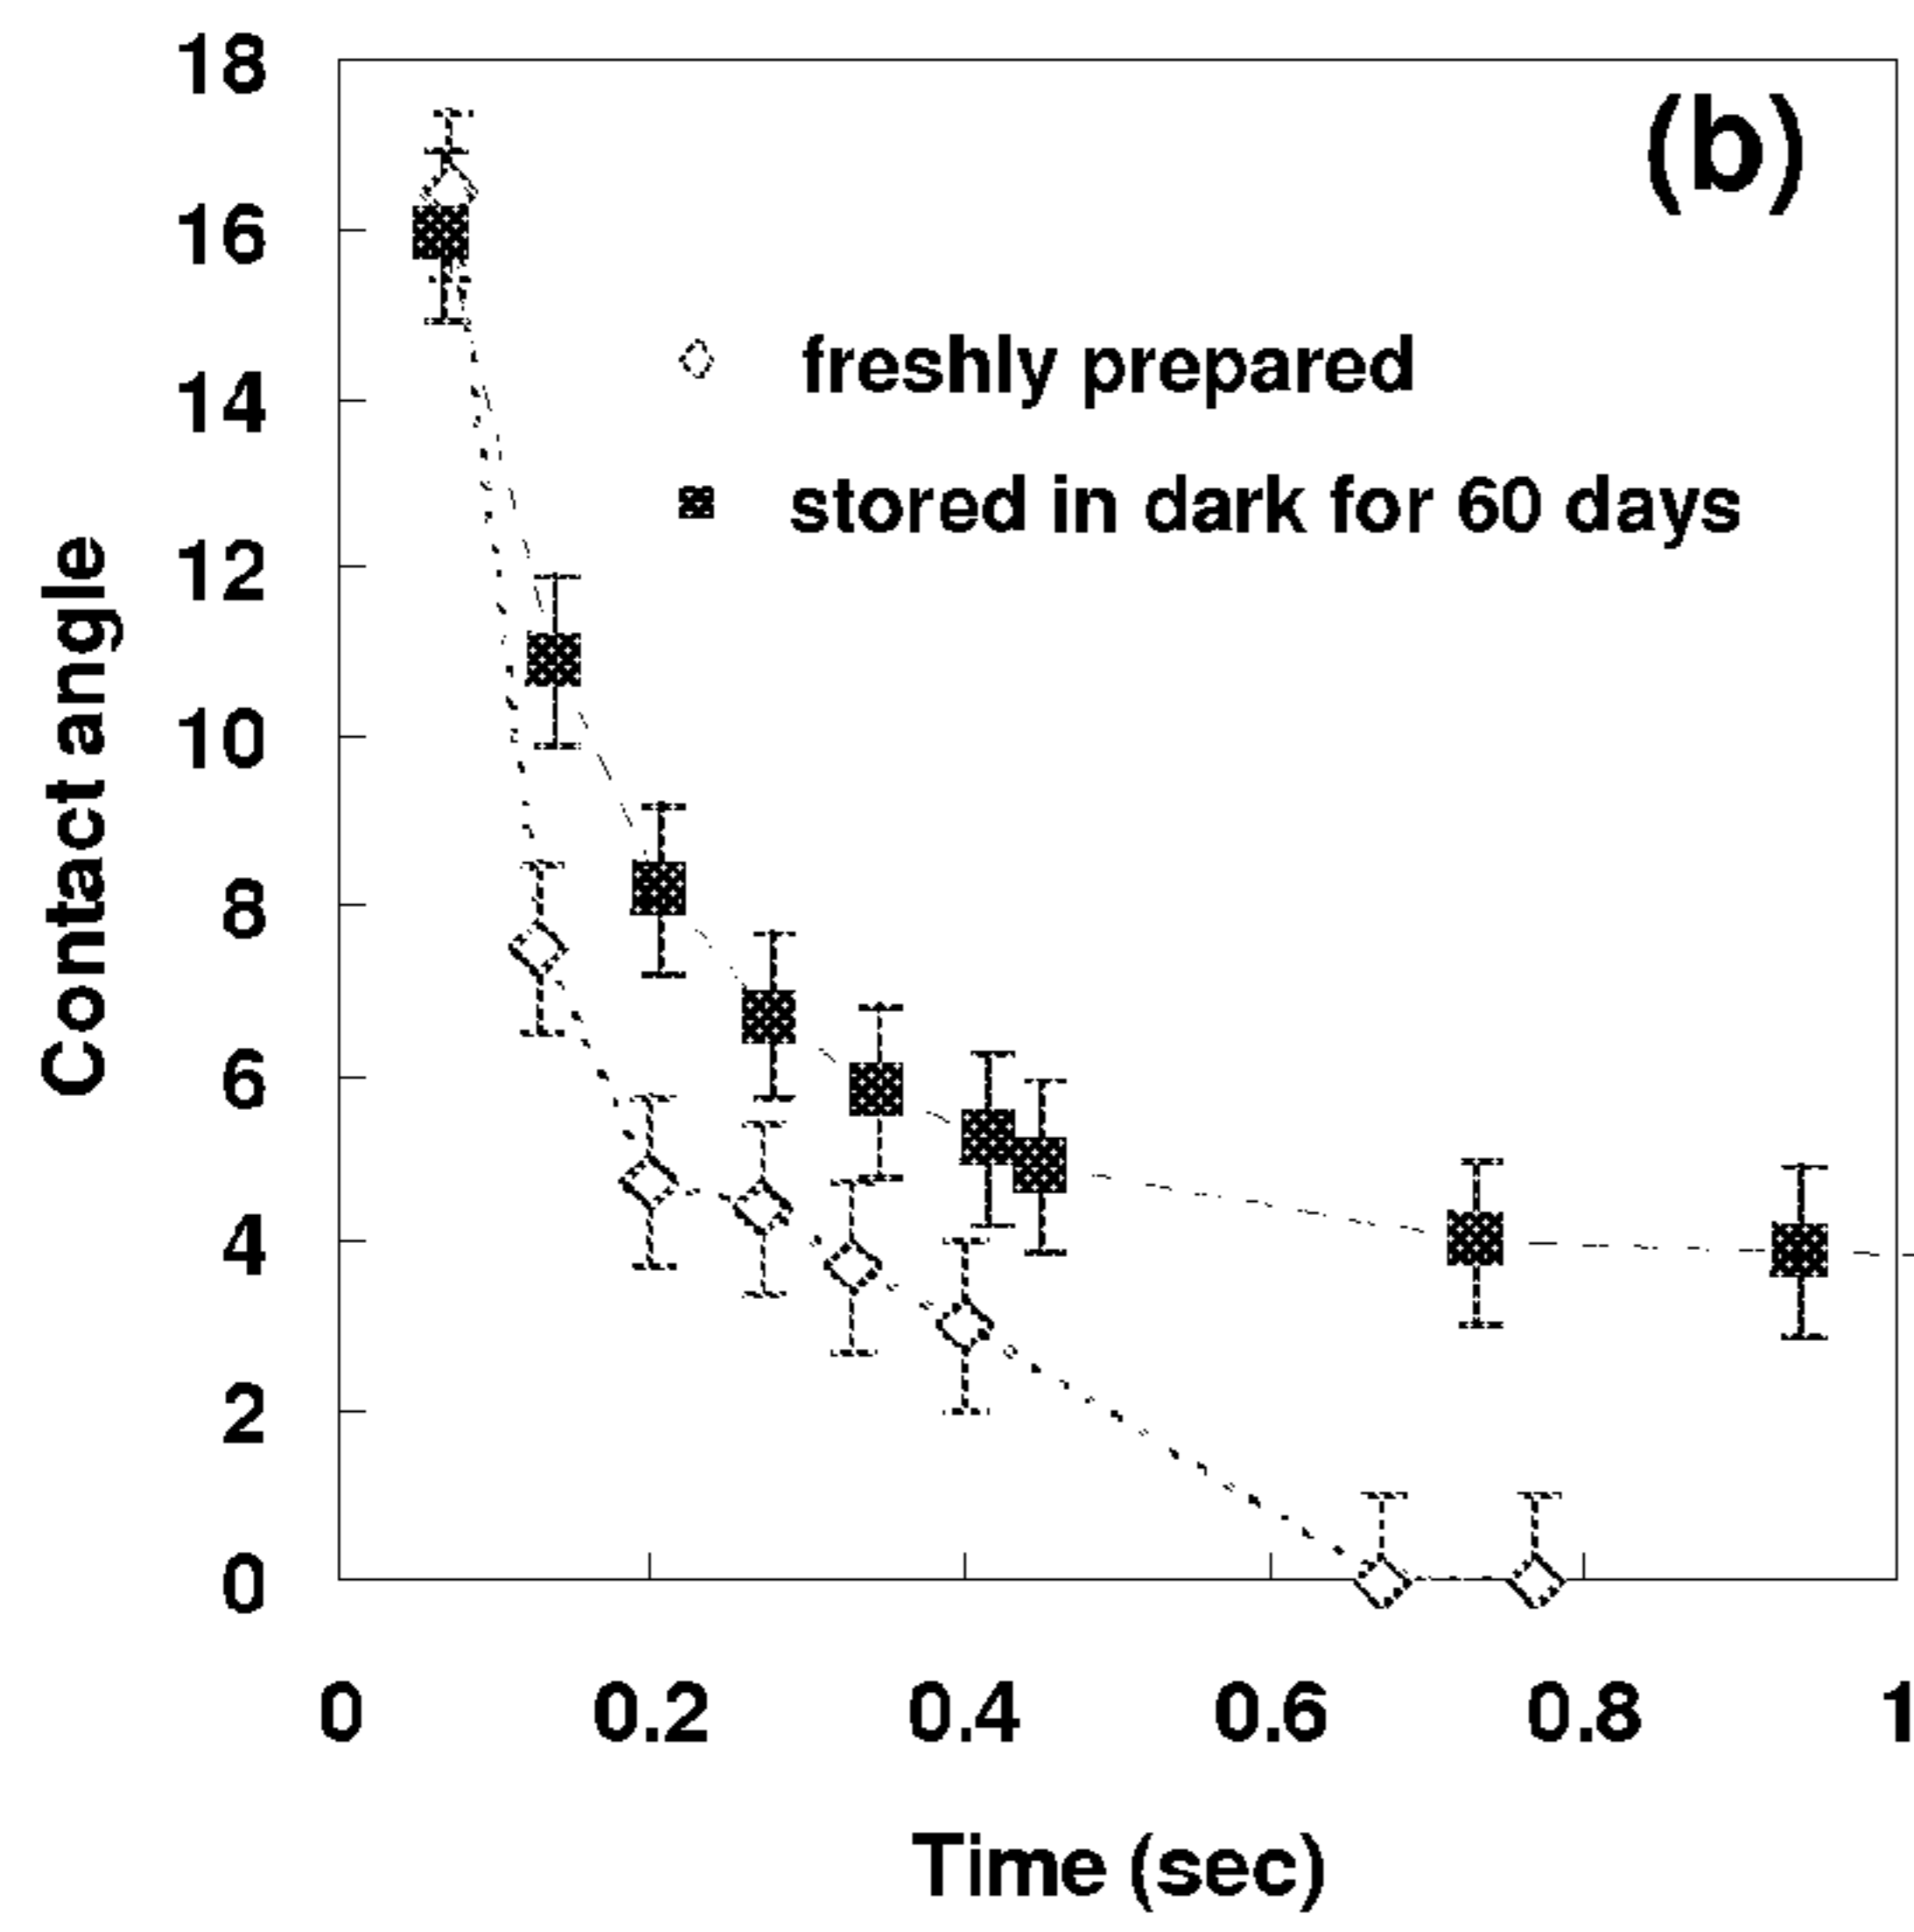 18
(b)
16
freshly prepared
14
stored in dark for 60 days
12
10
8
6
4
2
0
Contact angle
0 0.2 0.4 0.6 0.8 1
Time (sec)